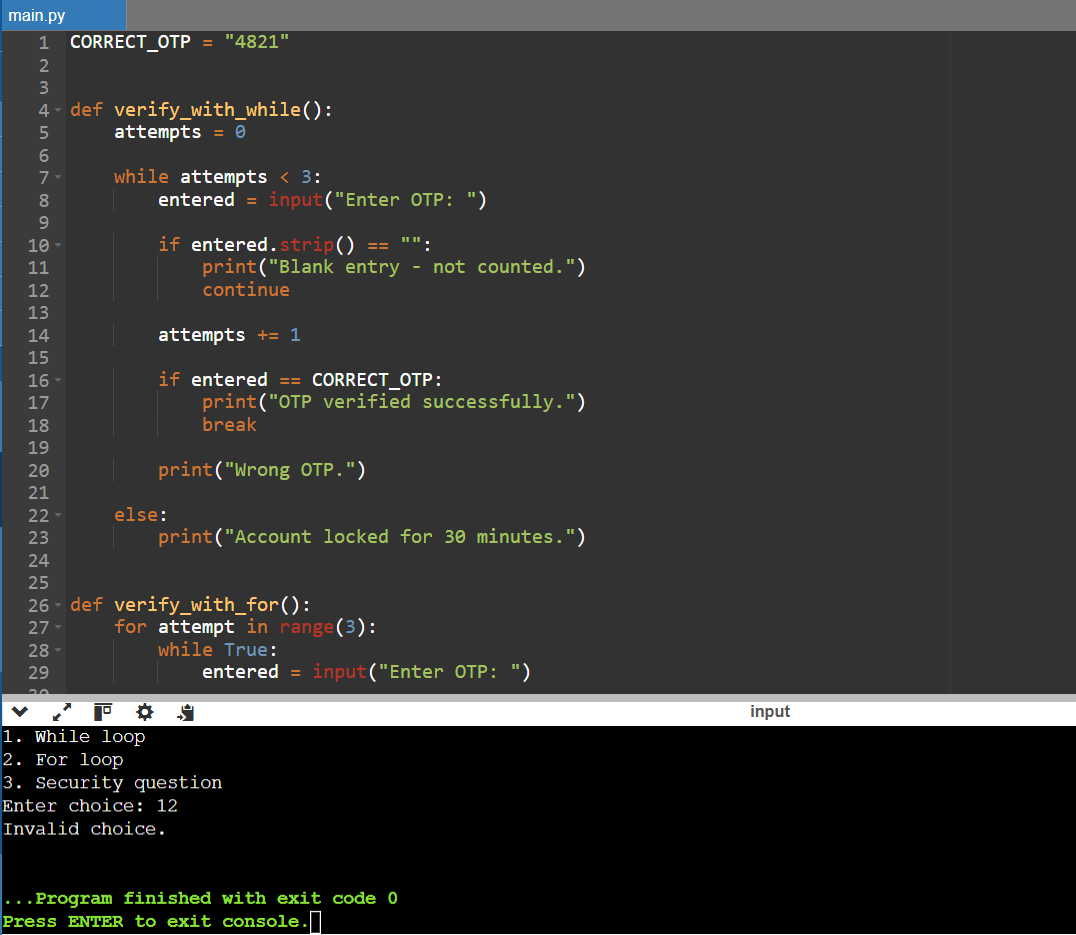 main.py
1 CORRECT_OTP = "4821"
2
3
4 def verify_with_while():
5     attempts = 0
6
7     while attempts < 3:
8         entered = input("Enter OTP: ")
9
10         if entered.strip() == "":
11             print("Blank entry - not counted.")
12             continue
13
14         attempts += 1
15
16         if entered == CORRECT_OTP:
17             print("OTP verified successfully.")
18             break
19
20         print("Wrong OTP.")
21
22     else:
23         print("Account locked for 30 minutes.")
24
25
26 def verify_with_for():
27     for attempt in range(3):
28         while True:
29             entered = input("Enter OTP: ")
30
input
1. While loop
2. For loop
3. Security question
Enter choice: 12
Invalid choice.
...Program finished with exit code 0
Press ENTER to exit console.